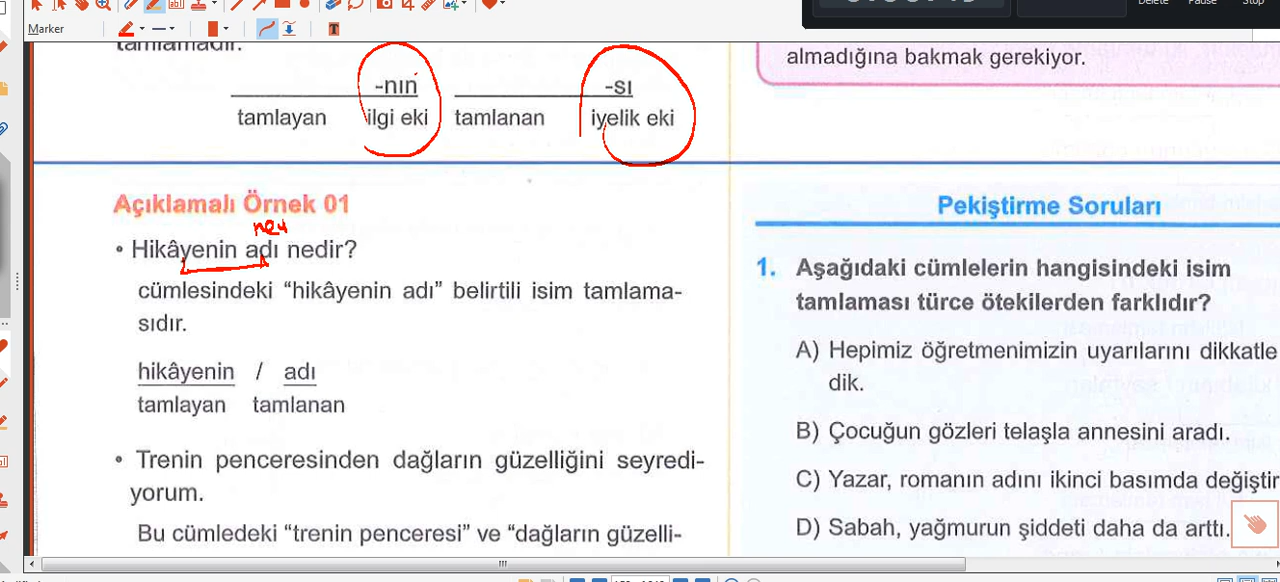 Delete Pause Stop
Marker
tamlamadır.
-nın -sı
tamlayan ilgi eki tamlanan iyelik eki
Açıklamalı Örnek 01
• Hikâyenin adı nedir?
cümlesindeki “hikâyenin adı” belirtili isim tamlama-
sıdır.
hikâyenin / adı
tamlayan tamlanan
• Trenin penceresinden dağların güzelliğini seyredi-
yorum.
Bu cümledeki “trenin penceresi” ve “dağların güzelli-
almadığına bakmak gerekiyor.
Pekiştirme Soruları
1. Aşağıdaki cümlelerin hangisindeki isim
tamlaması türce ötekilerden farklıdır?
A) Hepimiz öğretmenimizin uyarılarını dikkatle
dik.
B) Çocuğun gözleri telaşla annesini aradı.
C) Yazar, romanın adını ikinci basımda değiştir
D) Sabah, yağmurun şiddeti daha da arttı.